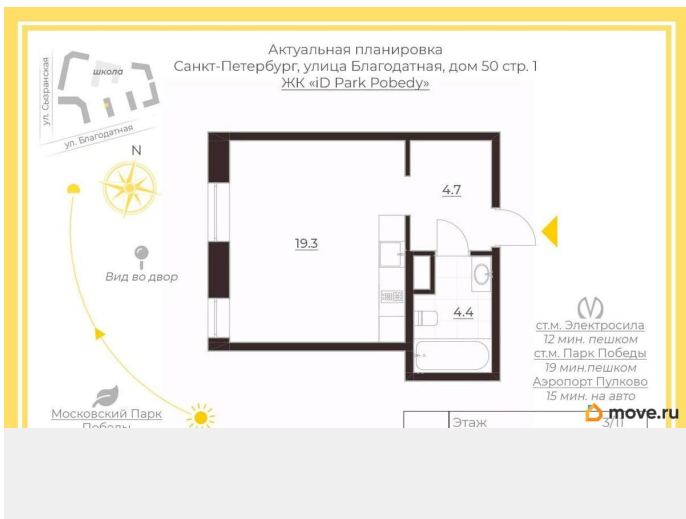 Актуальная планировка
Санкт-Петербург, улица Благодатная, дом 50 стр. 1
ЖК «iD Park Pobedy»
школа
ул. Сызранская
ул. Благодатная
N
4.7
19.3
Вид во двор
4.4
ст.м. Электросила
12 мин. пешком
ст.м. Парк Победы
19 мин.пешком
Аэропорт Пулково
15 мин. на авто
Московский Парк
Победы
move.ru
Этаж 3/11